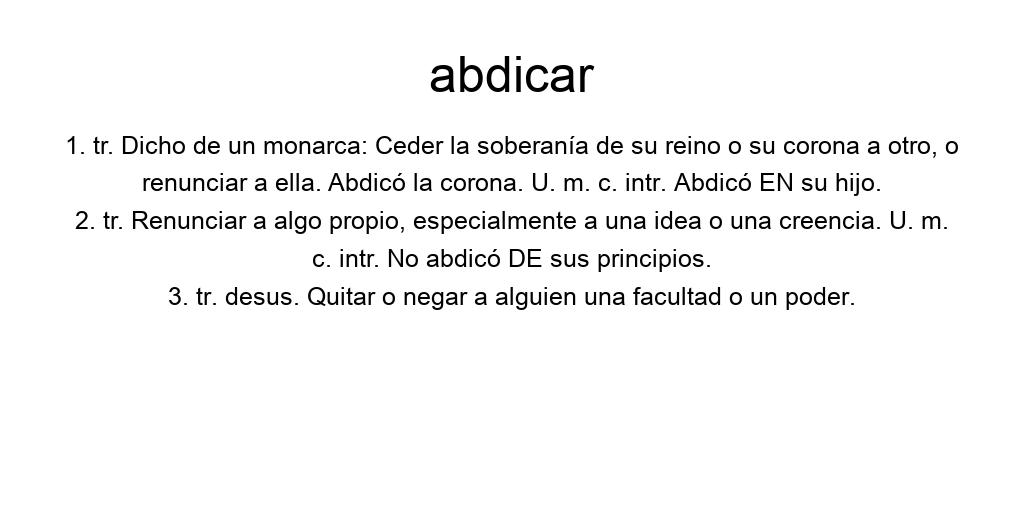 abdicar
1. tr. Dicho de un monarca: Ceder la soberanía de su reino o su corona a otro, o
renunciar a ella. Abdicó la corona. U. m. c. intr. Abdicó EN su hijo.
2. tr. Renunciar a algo propio, especialmente a una idea o una creencia. U. m.
c. intr. No abdicó DE sus principios.
3. tr. desus. Quitar o negar a alguien una facultad o un poder.